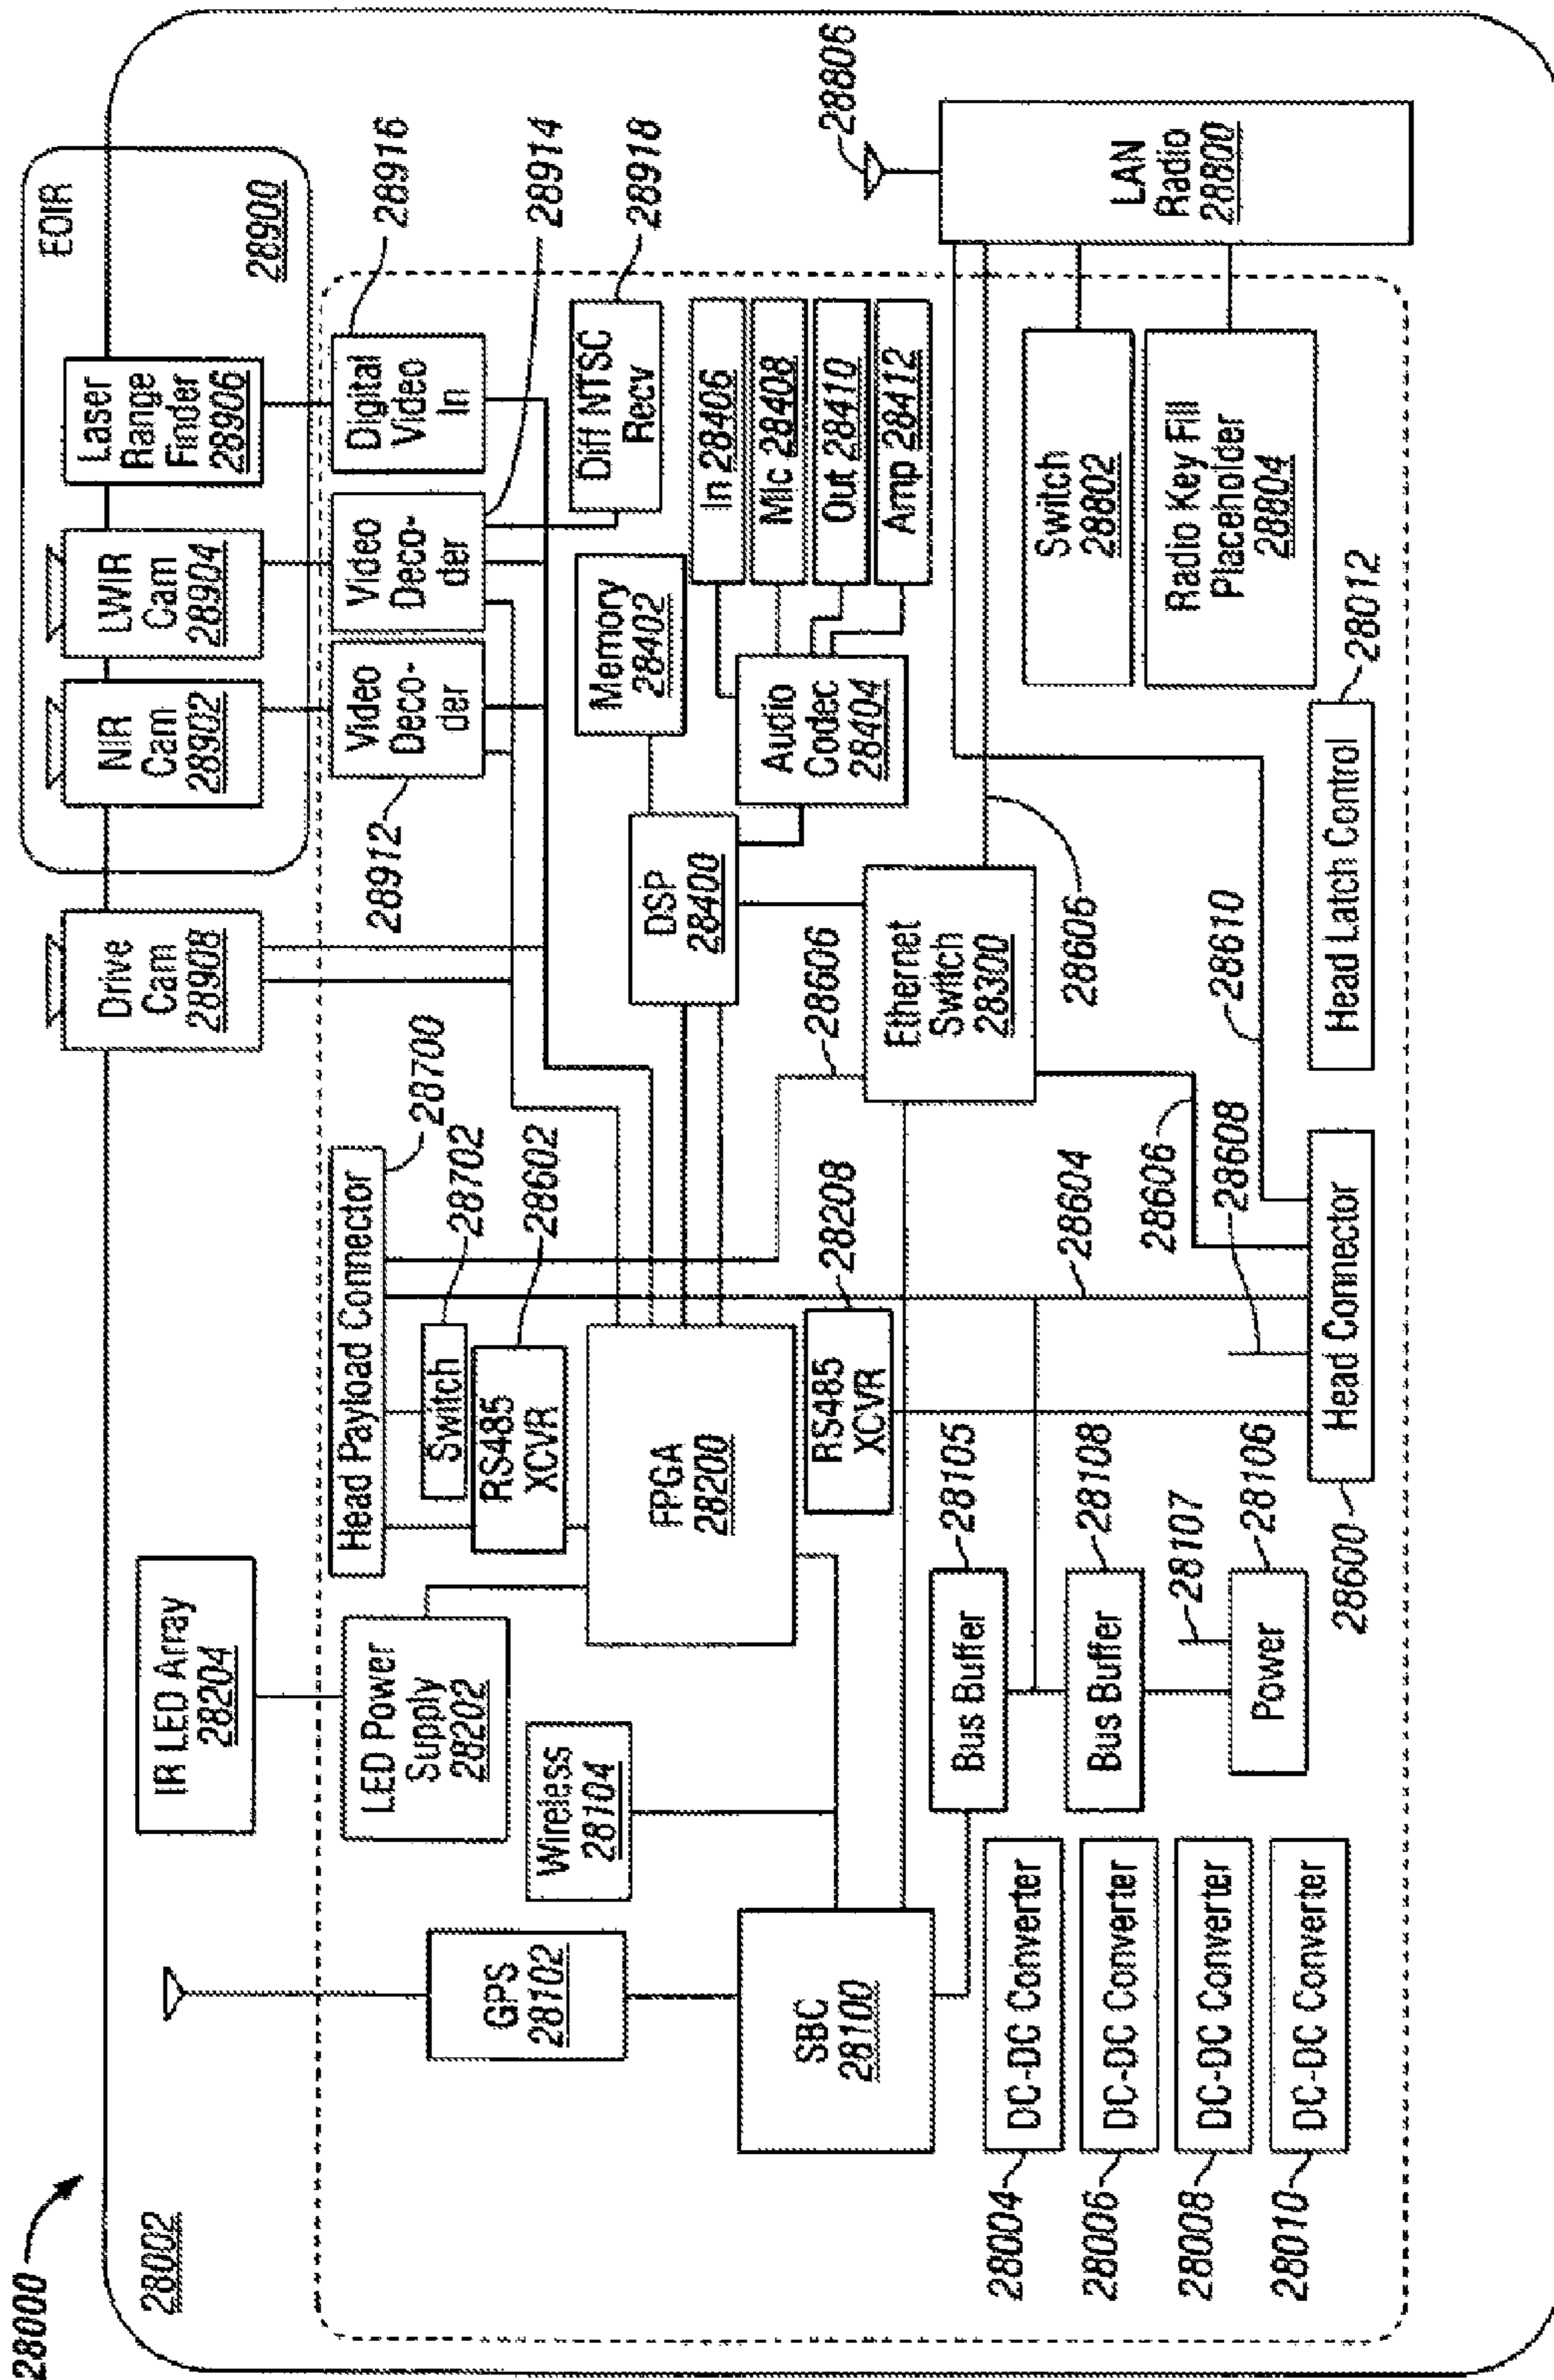 28000
28002
IR LED Array
28204
Drive
Cam
28908
NIR
Cam
28902
LWIR
Cam
28904
Laser
Range
Finder
28906
EOIR
28900
GPS
28102
LED Power
Supply
28202
Wireless
28104
Head Payload Connector
28700
Switch
28702
RS485
XCVR
28602
FPGA
28200
28912
Video
Deco-
der
Video
Deco-
der
28914
Digital
Video
In
28916
Diff NTSC
Recv
28918
Memory
28402
DSP
28400
Audio
Codec
28404
In 28406
Mic 28408
Out 28410
Amp 28412
28806
LAN
Radio
28800
SBC
28100
RS485
XCVR
28208
28606
Ethernet
Switch
28300
28606
28606
28604
28608
28610
Switch
28802
Radio Key Fill
Placeholder
28804
Bus Buffer
28105
Bus Buffer
28108
28107
Power
28106
28004
DC-DC Converter
28006
DC-DC Converter
28008
DC-DC Converter
28010
DC-DC Converter
28600
Head Connector
Head Latch Control
28012